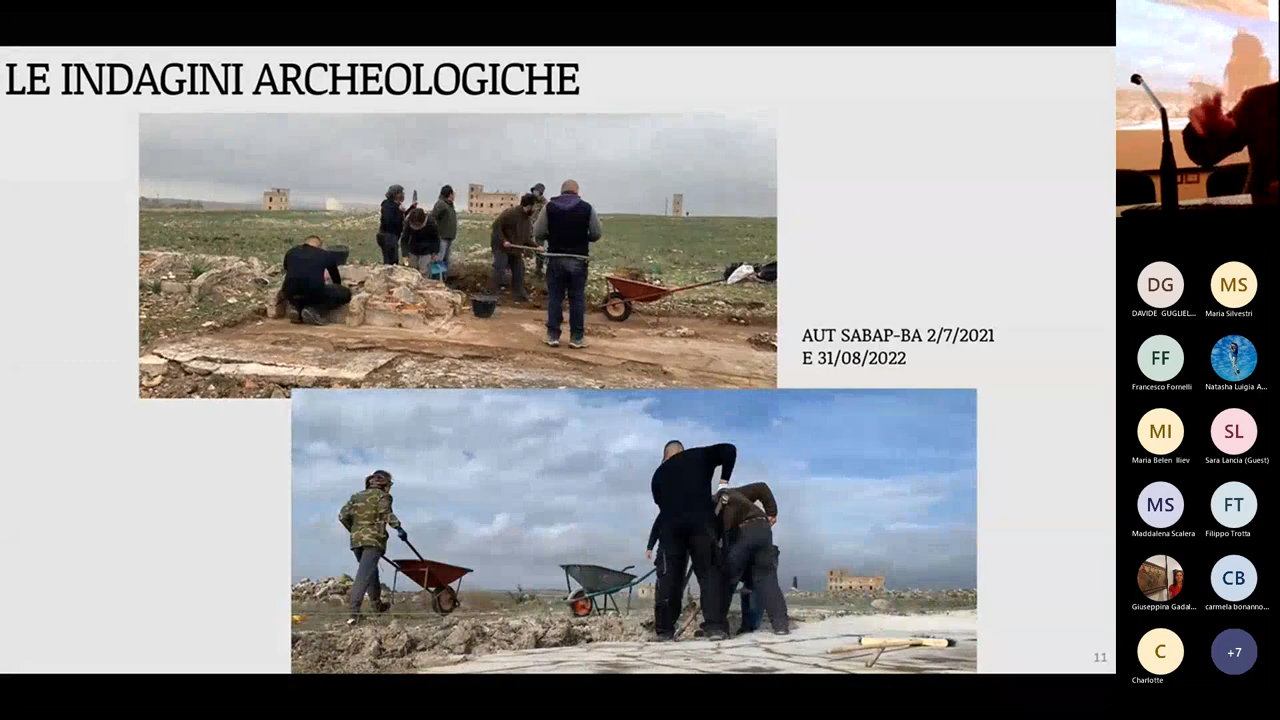 LE INDAGINI ARCHEOLOGICHE
AUT SABAP-BA 2/7/2021
E 31/08/2022
11
DG
MS
DAVIDE GUGLIEL...
Maria Silvestri
FF
Francesco Fornelli
Natasha Luigia A...
MI
SL
Maria Belen Iliev
Sara Lancia (Guest)
MS
FT
Maddalena Scalera
Filippo Trotta
CB
Giuseppina Gadal...
carmela bonanno...
C
+7
Charlotte